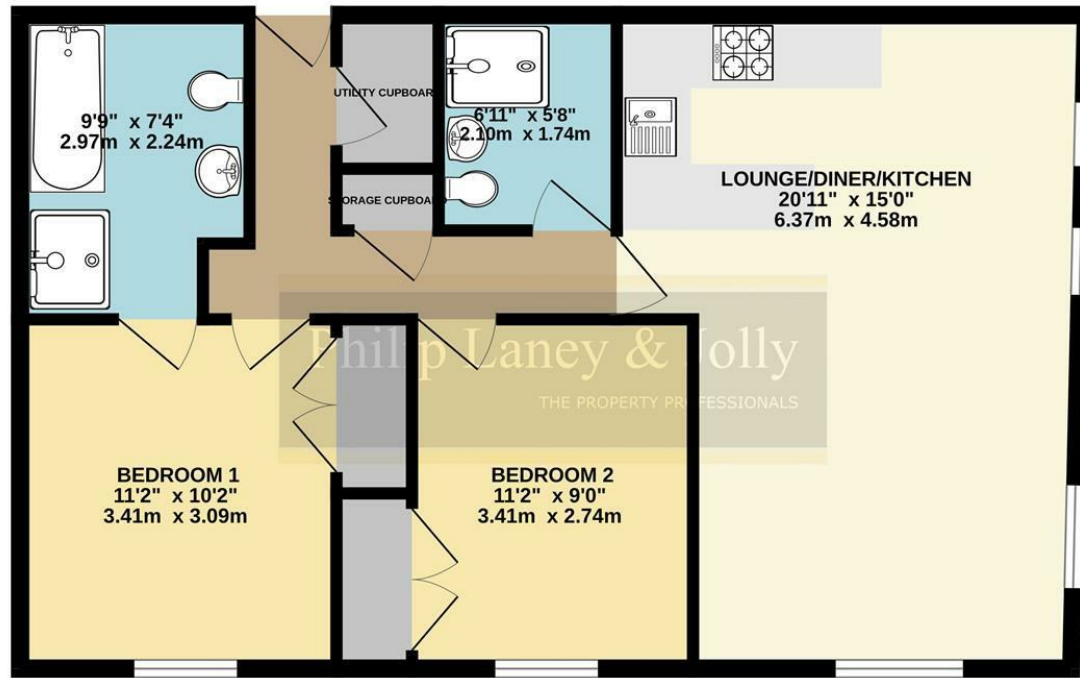 9'9" x 7'4"
2.97m x 2.24m
UTILITY CUPBOARD
STORAGE CUPBOARD
6'11" x 5'8"
2.10m x 1.74m
LOUNGE/DINER/KITCHEN
20'11" x 15'0"
6.37m x 4.58m
Philip Laney & Jolly
THE PROPERTY PROFESSIONALS
BEDROOM 1
11'2" x 10'2"
3.41m x 3.09m
BEDROOM 2
11'2" x 9'0"
3.41m x 2.74m